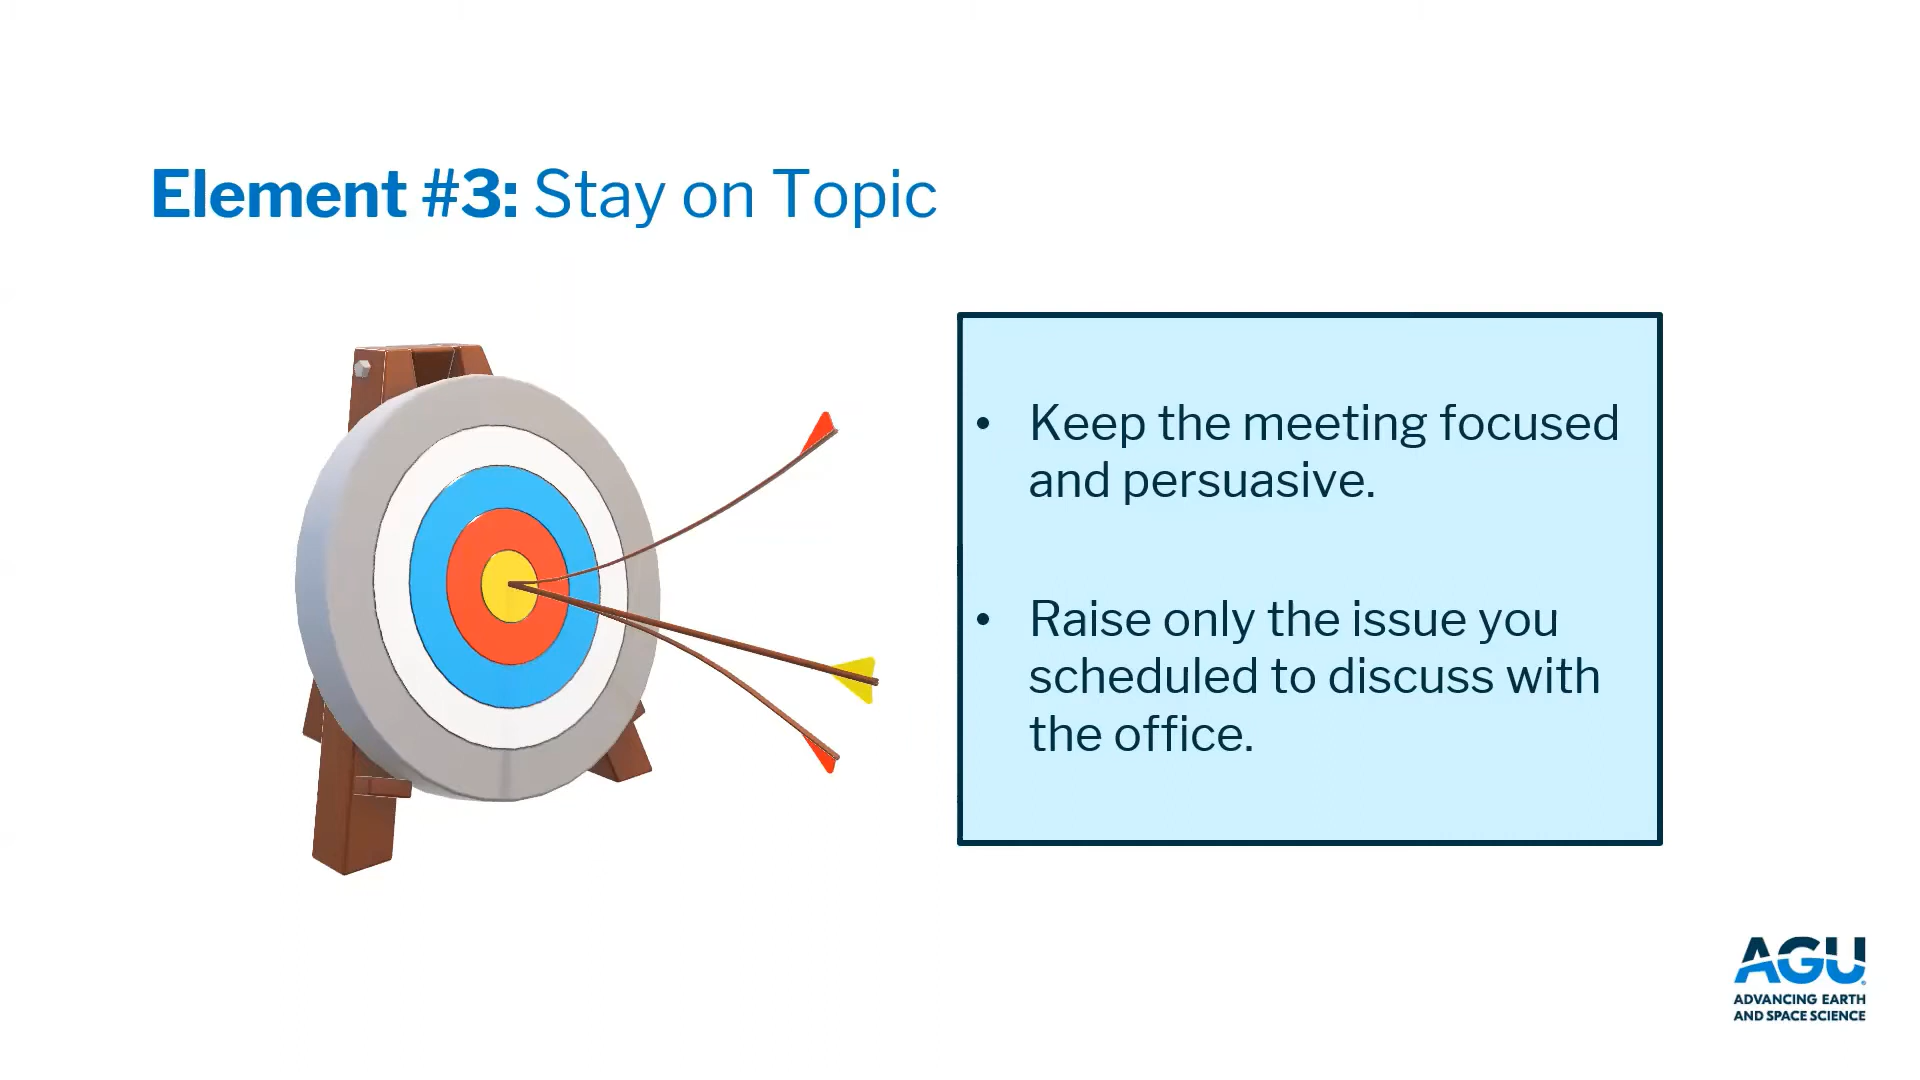 Element #3: Stay on Topic
• Keep the meeting focused
and persuasive.
• Raise only the issue you
scheduled to discuss with
the office.
AGU
ADVANCING EARTH
AND SPACE SCIENCE